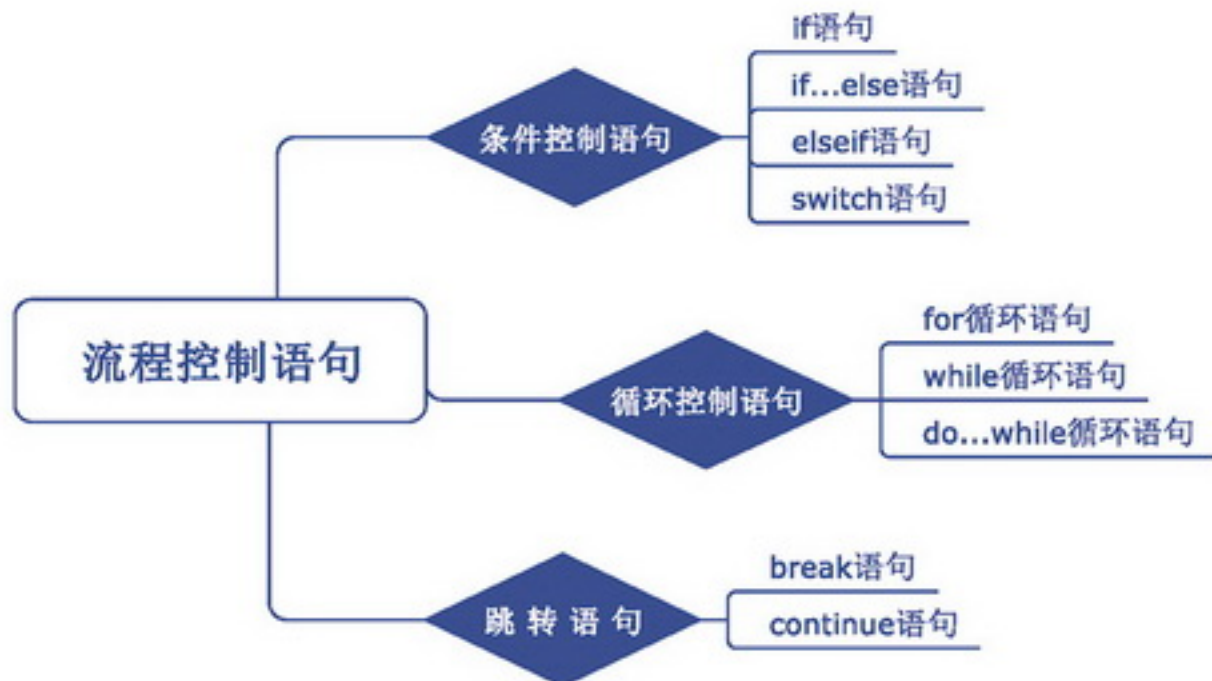 if语句
if...else语句
条件控制语句
elseif语句
switch语句
流程控制语句
for循环语句
循环控制语句
while循环语句
do...while循环语句
跳转语句
break语句
continue语句